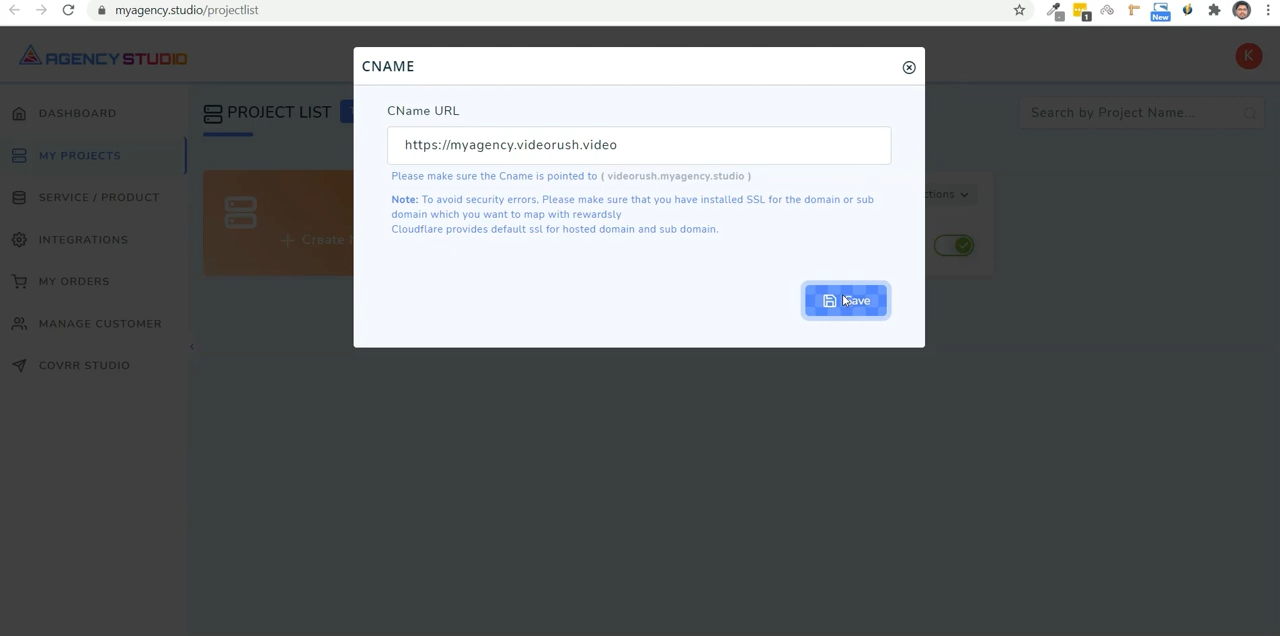 myagency.studio/projectlist
1
New
AGENCY STUDIO
K
CNAME
DASHBOARD
PROJECT LIST
Search by Project Name...
MY PROJECTS
SERVICE / PRODUCT
INTEGRATIONS
MY ORDERS
MANAGE CUSTOMER
COVRR STUDIO
Create
CName URL
https://myagency.videorush.video
Please make sure the Cname is pointed to ( videorush.myagency.studio )
Note: To avoid security errors. Please make sure that you have installed SSL for the domain or sub
domain which you want to map with rewardsly
Cloudflare provides default ssl for hosted domain and sub domain.
Save